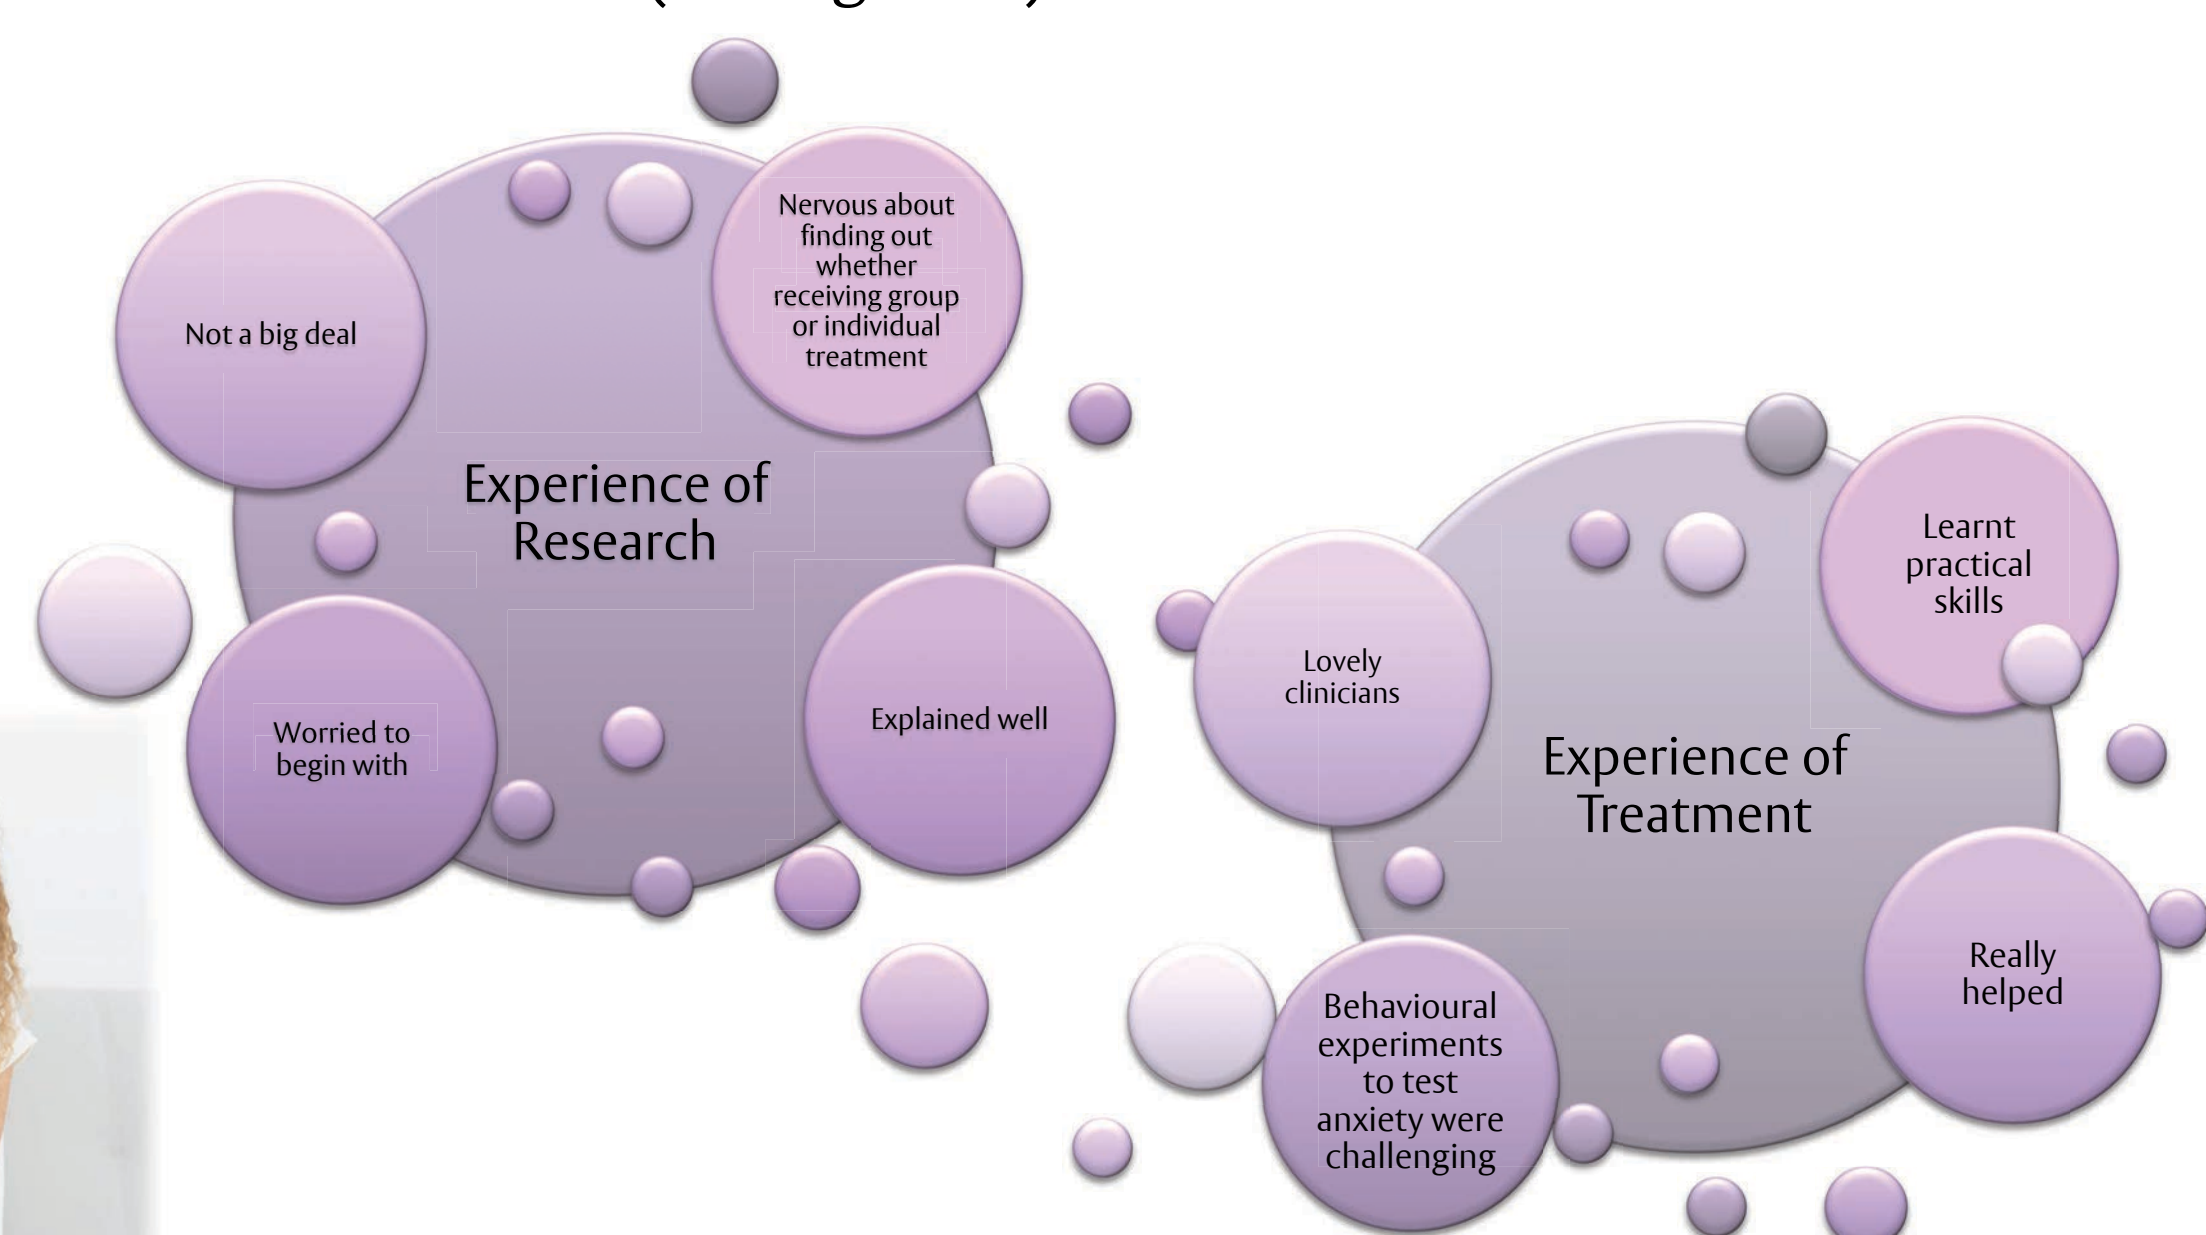 Not a big deal
Nervous about
finding out
whether
receiving group
or individual
treatment
Experience of
Research
Worried to
begin with
Explained well
Lovely
clinicians
Learnt
practical
skills
Experience of
Treatment
Behavioural
experiments
to test
anxiety were
challenging
Really
helped